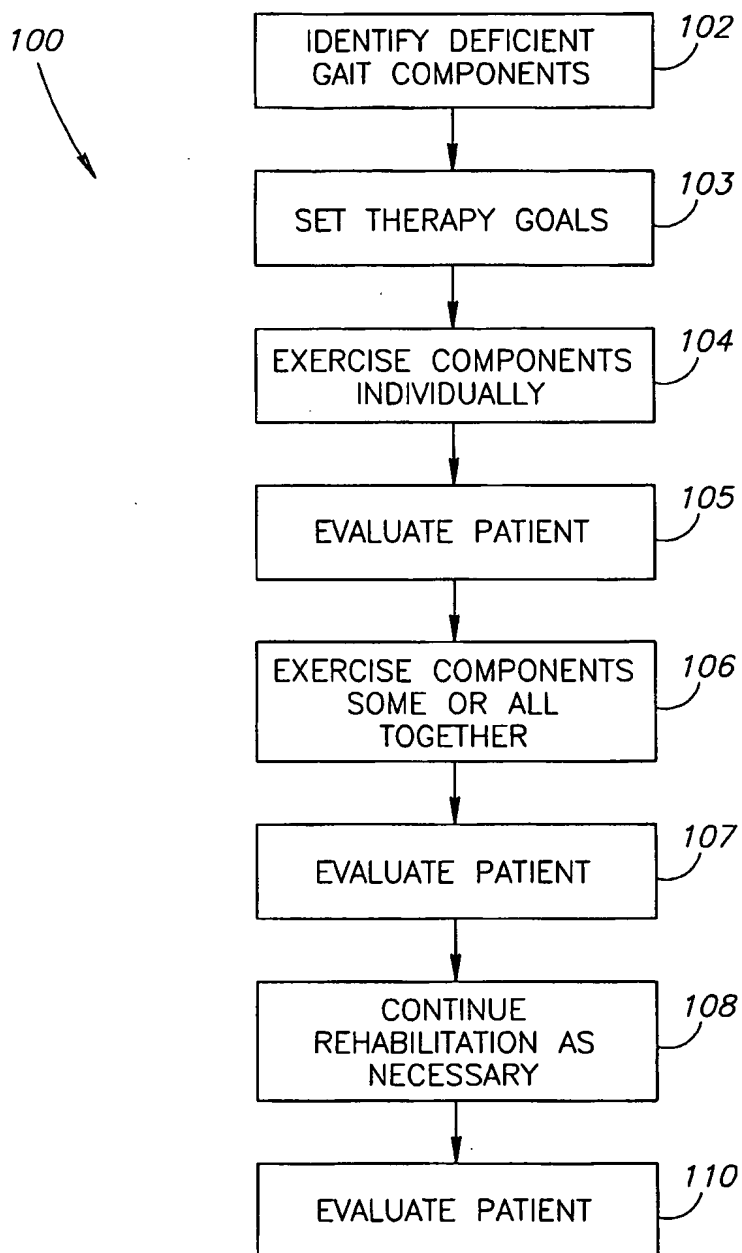 100
IDENTIFY DEFICIENT
GAIT COMPONENTS
102
SET THERAPY GOALS
103
EXERCISE COMPONENTS
INDIVIDUALLY
104
EVALUATE PATIENT
105
EXERCISE COMPONENTS
SOME OR ALL
TOGETHER
106
EVALUATE PATIENT
107
CONTINUE
REHABILITATION AS
NECESSARY
108
EVALUATE PATIENT
110